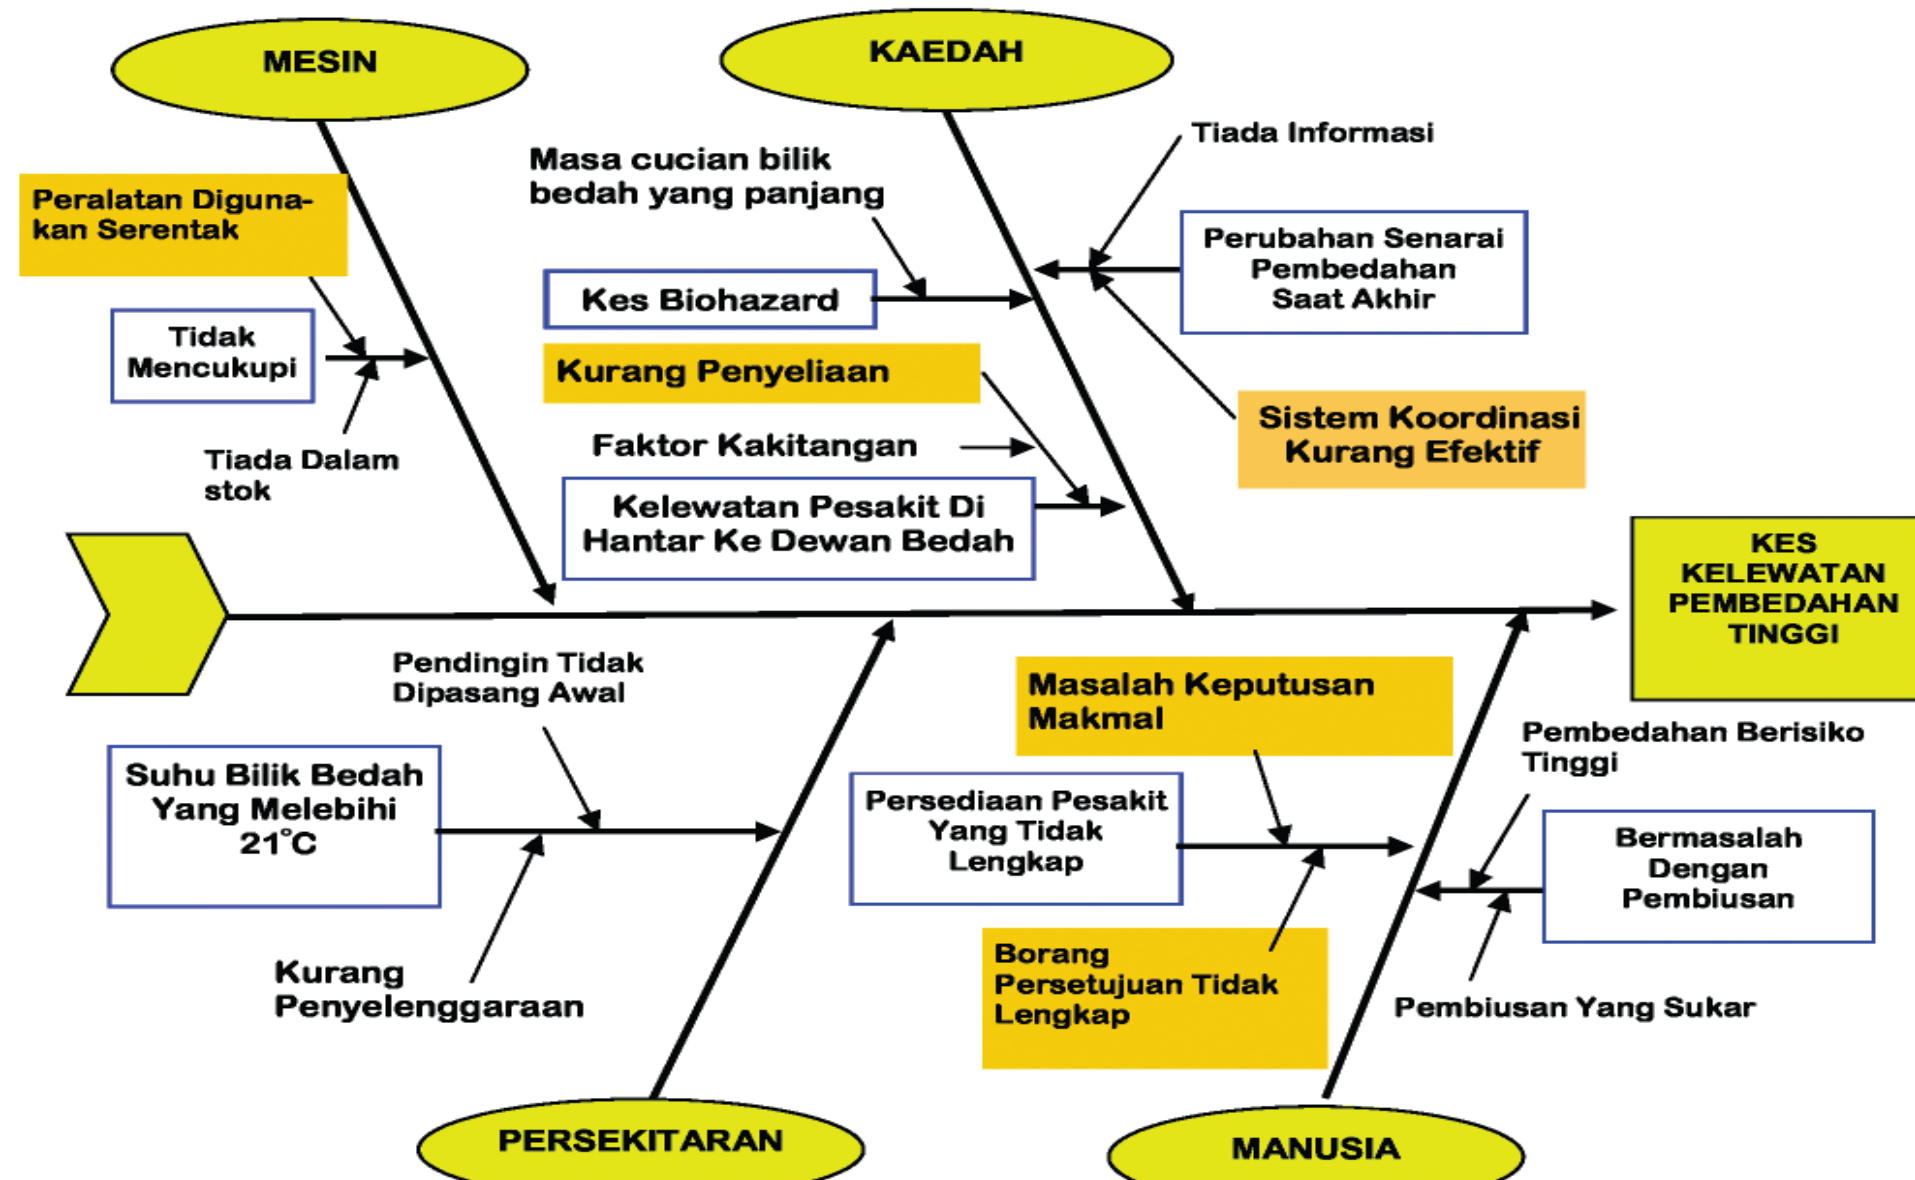 MESIN
KAEDAH
Peralatan Diguna-
kan Serentak
Tidak
Mencukupi
Tiada Dalam
stok
Masa cucian bilik
bedah yang panjang
Kes Biohazard
Kurang Penyeliaan
Faktor Kakitangan
Kelewatan Pesakit Di
Hantar Ke Dewan Bedah
Tiada Informasi
Perubahan Senarai
Pembedahan
Saat Akhir
Sistem Koordinasi
Kurang Efektif
KES
KELEWATAN
PEMBEDAHAN
TINGGI
Pendingin Tidak
Dipasang Awal
Suhu Bilik Bedah
Yang Melebihi
21°C
Kurang
Penyelenggaraan
Masalah Keputusan
Makmal
Persediaan Pesakit
Yang Tidak
Lengkap
Borang
Persetujuan Tidak
Lengkap
Pembedahan Berisiko
Tinggi
Bermasalah
Dengan
Pembiusan
Pembiusan Yang Sukar
PERSEKITARAN
MANUSIA